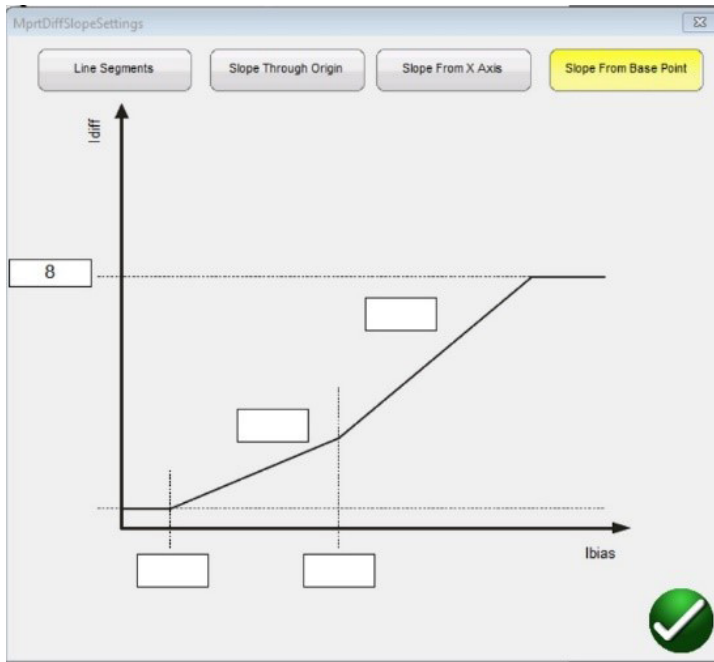 MprtDiffSlopeSettings
Line Segments
Slope Through Origin
Slope From X Axis
Slope From Base Point
Idiff
8
Ibias